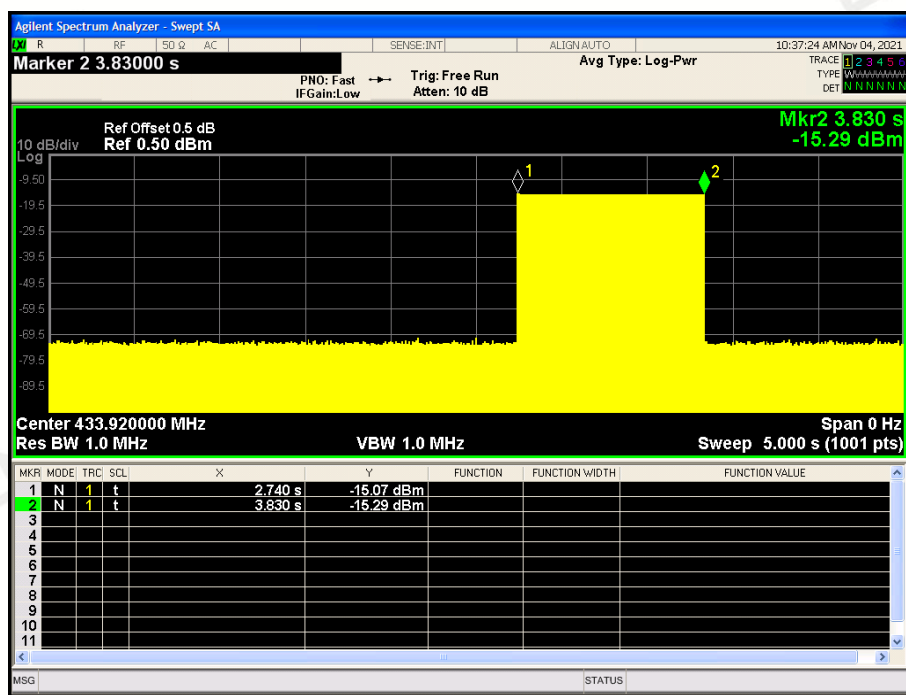 Agilent Spectrum Analyzer - Swept SA
LXI R RF 50 Ω AC SENSE:INT ALIGN AUTO 10:37:24 AM Nov 04, 2021
Marker 2 3.83000 s
PNO: Fast
IFGain:Low
Trig: Free Run
Atten: 10 dB
Avg Type: Log-Pwr
TRACE 1 2 3 4 5 6
TYPE
DET N N N N N N
Mkr2 3.830 s
-15.29 dBm
Ref Offset 0.5 dB
10 dB/div Ref 0.50 dBm
Log
1
2
-9.50
-19.5
-29.5
-39.5
-49.5
-59.5
-69.5
-79.5
-89.5
Center 433.920000 MHz Span 0 Hz
Res BW 1.0 MHz VBW 1.0 MHz Sweep 5.000 s (1001 pts)
MKR MODE TRC SCL X Y FUNCTION FUNCTION WIDTH FUNCTION VALUE
1 N 1 t 2.740 s -15.07 dBm
2 N 1 t 3.830 s -15.29 dBm
3
4
5
6
7
8
9
10
11
MSG STATUS